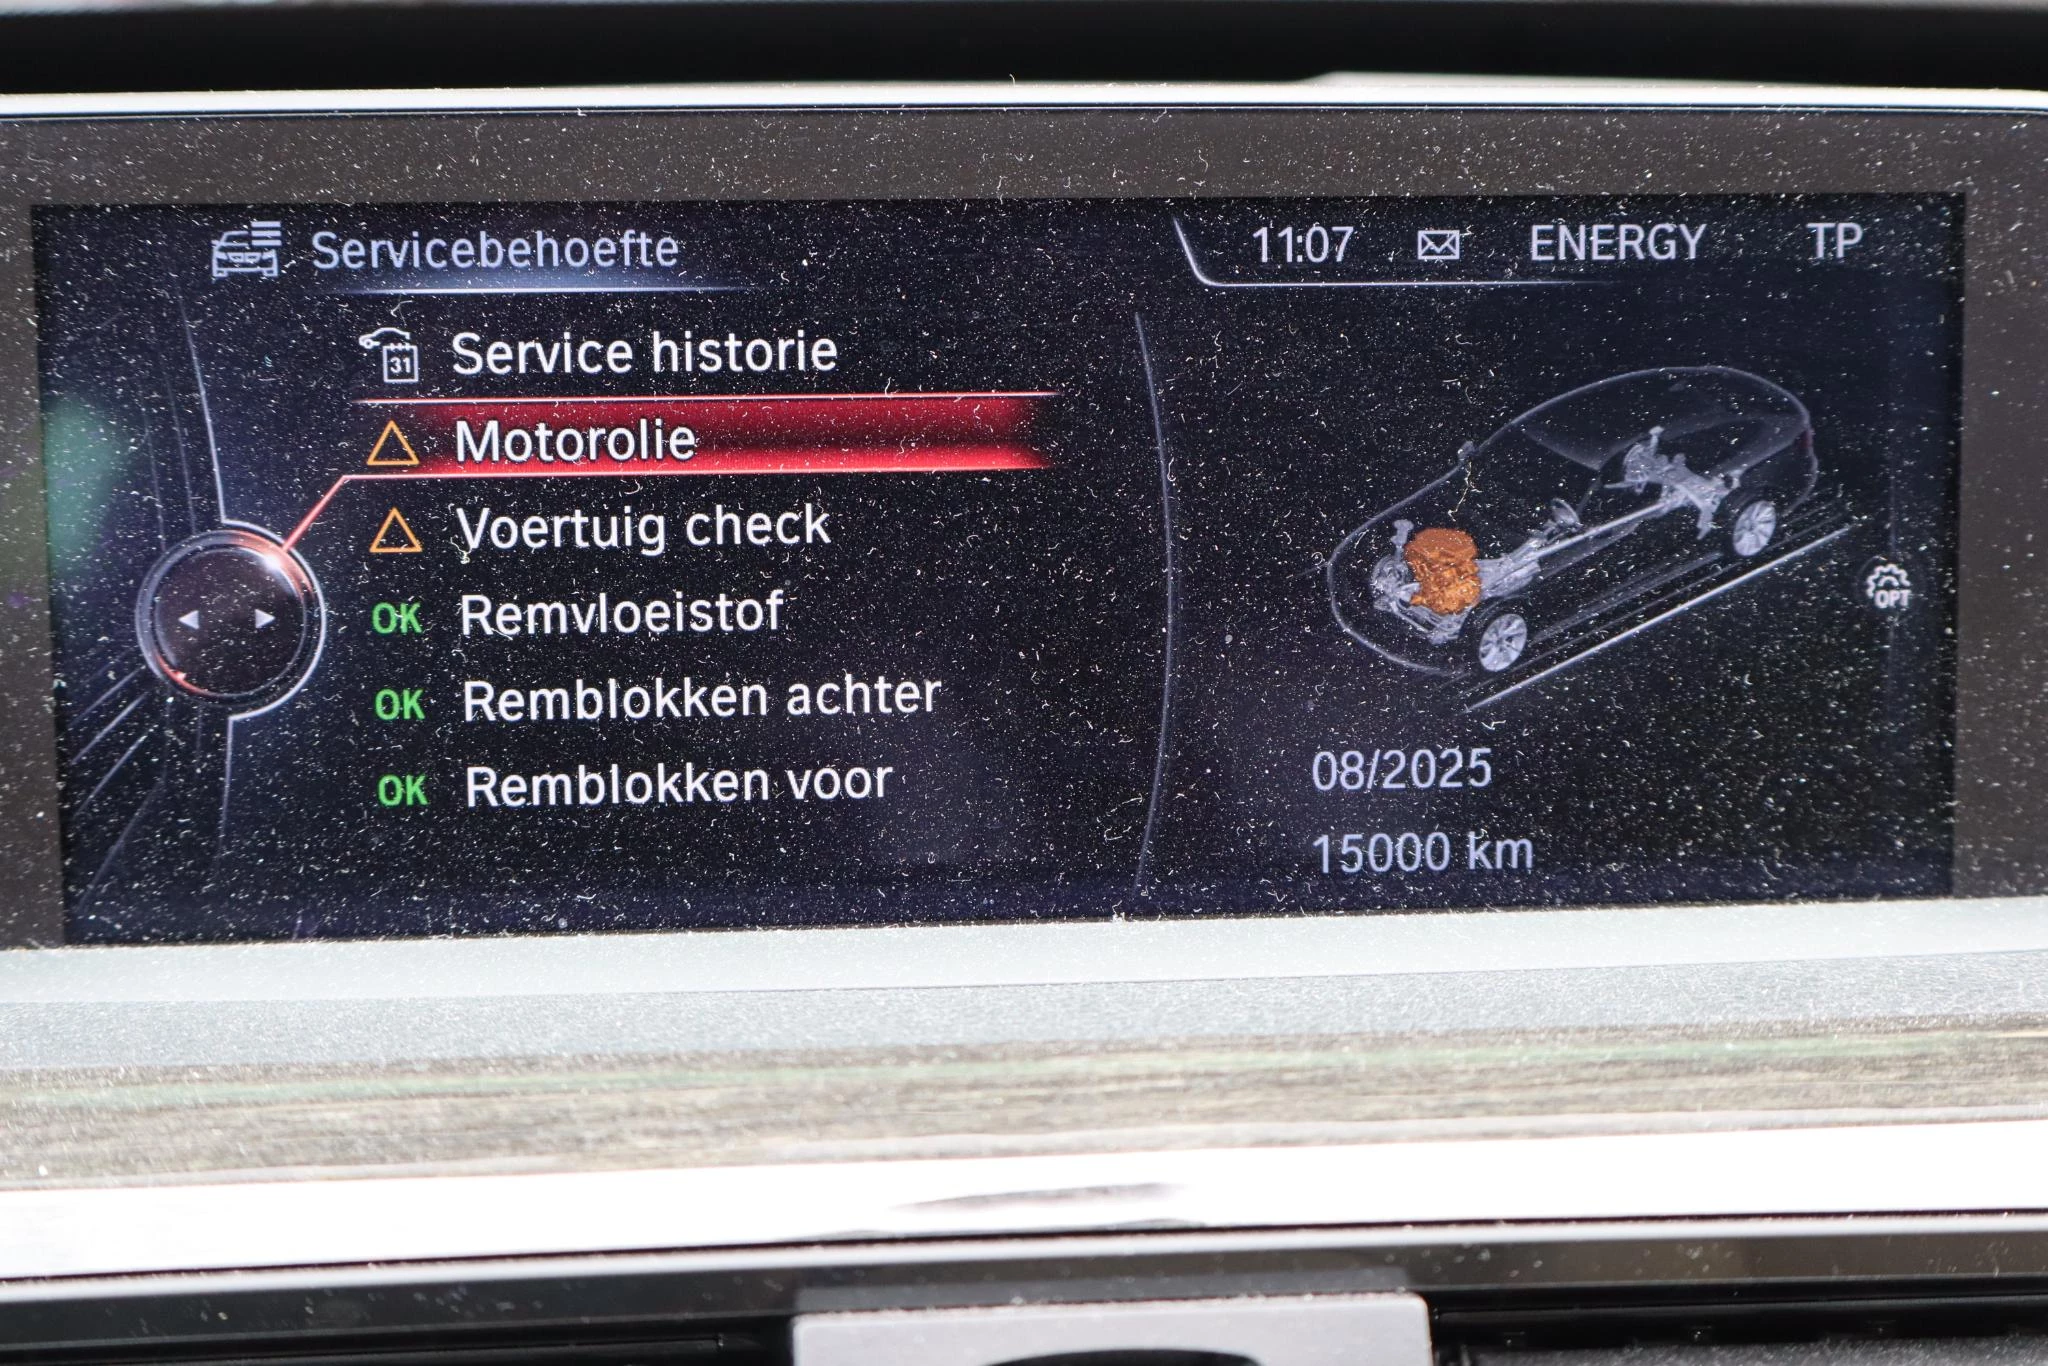 Servicebehoefte
11:07 ENERGY TP
31 Service historie
Motorolie
Voertuig check
OK Remvloeistof
OK Remblokken achter
OK Remblokken voor
OPT
08/2025
15000 km